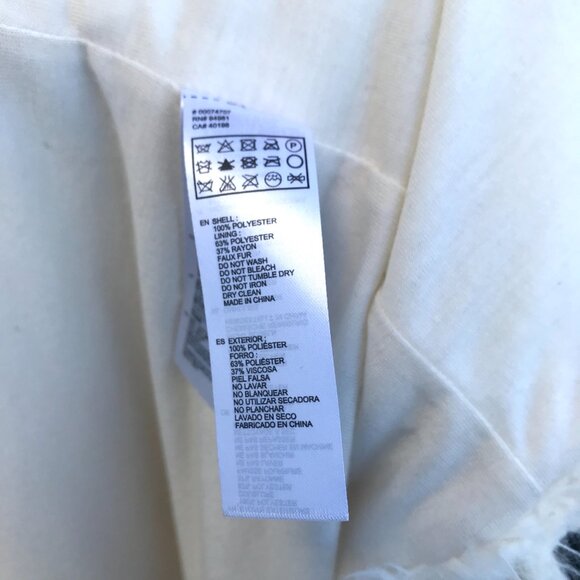 # 00074757
RN# 94981
CA# 40198
P
EN SHELL :
100% POLYESTER
LINING :
63% POLYESTER
37% RAYON
FAUX FUR
DO NOT WASH
DO NOT BLEACH
DO NOT TUMBLE DRY
DO NOT IRON
DRY CLEAN
MADE IN CHINA
ES EXTERIOR :
100% POLIÉSTER
FORRO :
63% POLIÉSTER
37% VISCOSA
PIEL FALSA
NO LAVAR
NO BLANQUEAR
NO UTILIZAR SECADORA
NO PLANCHAR
LAVADO EN SECO
FABRICADO EN CHINA